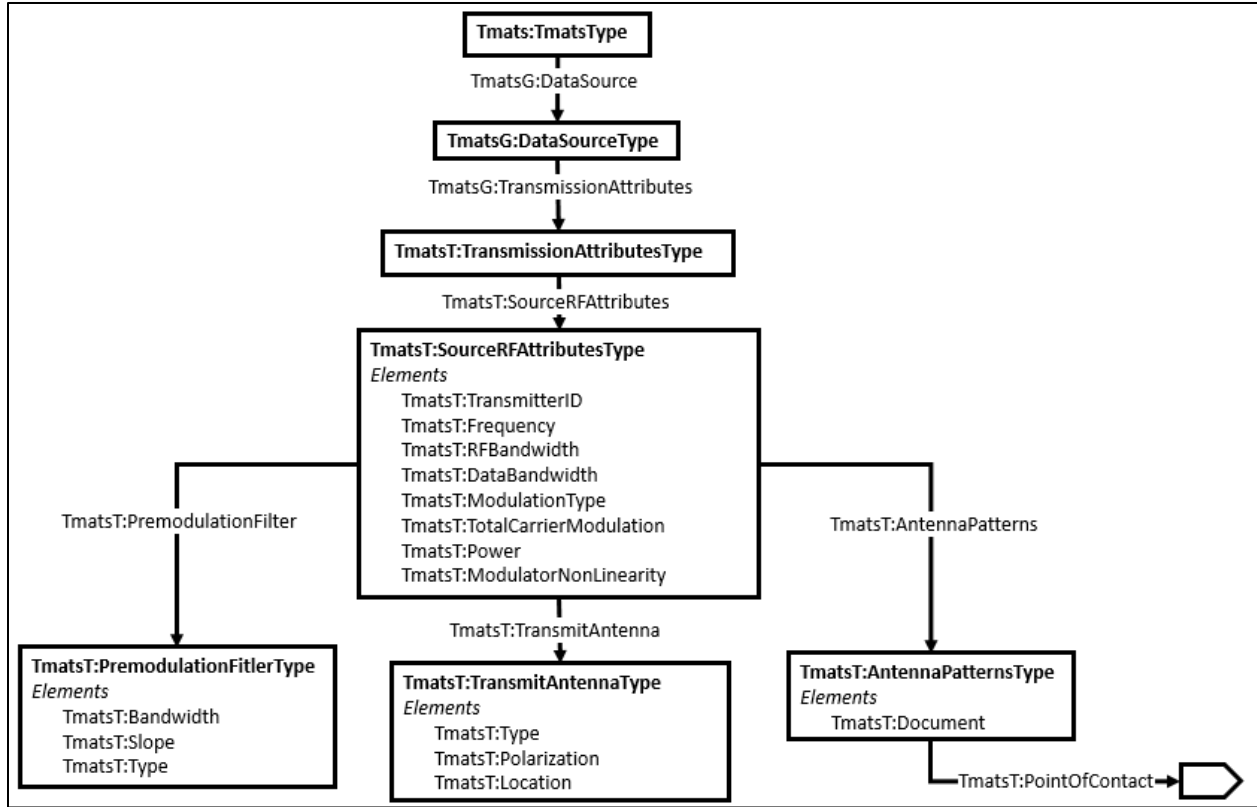 Tmats:TmatsType
TmatsG:DataSource
TmatsG:DataSourceType
TmatsG:TransmissionAttributes
TmatsT:TransmissionAttributesType
TmatsT:SourceRFAttributes
TmatsT:SourceRFAttributesType
Elements
TmatsT:TransmitterID
TmatsT:Frequency
TmatsT:RFBandwidth
TmatsT:DataBandwidth
TmatsT:ModulationType
TmatsT:TotalCarrierModulation
TmatsT:Power
TmatsT:ModulatorNonLinearity
TmatsT:PremodulationFilter
TmatsT:AntennaPatterns
TmatsT:TransmitAntenna
TmatsT:PremodulationFitlerType
Elements
TmatsT:Bandwidth
TmatsT:Slope
TmatsT:Type
TmatsT:TransmitAntennaType
Elements
TmatsT:Type
TmatsT:Polarization
TmatsT:Location
TmatsT:AntennaPatternsType
Elements
TmatsT:Document
TmatsT:PointOfContact